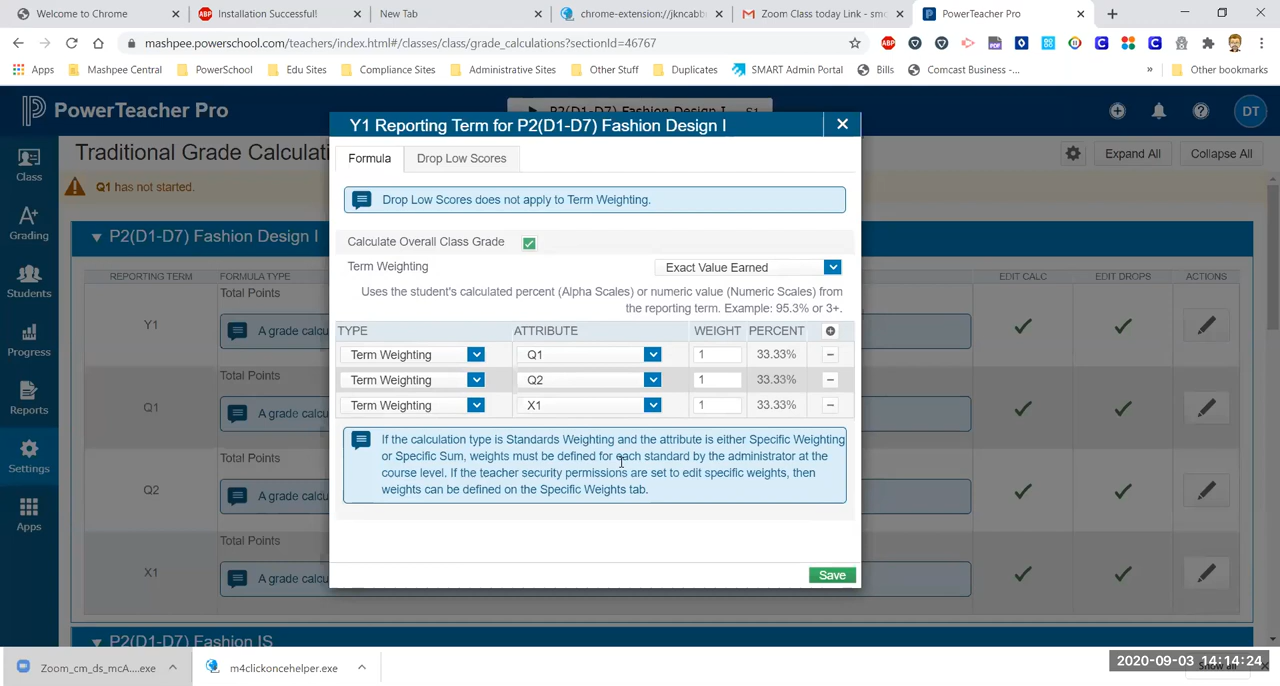 Welcome to Chrome
Installation Successful!
New Tab
chrome-extension://jkncabb
Zoom Class today Link - smc
PowerTeacher Pro
mashpee.powerschool.com/teachers/index.html#/classes/class/grade_calculations?sectionId=46767
Apps
Mashpee Central
PowerSchool
Edu Sites
Compliance Sites
Administrative Sites
Other Stuff
Duplicates
SMART Admin Portal
Bills
Comcast Business -...
»
Other bookmarks
PowerTeacher Pro
P2(D1-D7) Fashion Design I
S1
DT
Y1 Reporting Term for P2(D1-D7) Fashion Design I
Class
Grading
Students
Progress
Reports
Settings
Apps
Traditional Grade Calculati
Expand All
Collapse All
Q1 has not started.
P2(D1-D7) Fashion Design I
REPORTING TERM
FORMULA TYPE
EDIT CALC
EDIT DROPS
ACTIONS
Y1
Total Points
A grade calcu
Q1
Total Points
A grade calcu
Q2
Total Points
A grade calcu
X1
Total Points
A grade calcu
P2(D1-D7) Fashion IS
Formula
Drop Low Scores
Drop Low Scores does not apply to Term Weighting.
Calculate Overall Class Grade
Term Weighting
Exact Value Earned
Uses the student's calculated percent (Alpha Scales) or numeric value (Numeric Scales) from
the reporting term. Example: 95.3% or 3+.
TYPE ATTRIBUTE WEIGHT PERCENT
Term Weighting Q1 1 33.33%
Term Weighting Q2 1 33.33%
Term Weighting X1 1 33.33%
If the calculation type is Standards Weighting and the attribute is either Specific Weighting
or Specific Sum, weights must be defined for each standard by the administrator at the
course level. If the teacher security permissions are set to edit specific weights, then
weights can be defined on the Specific Weights tab.
Save
Zoom_cm_ds_mcA....exe
m4clickoncehelper.exe
2020-09-03 14:14:24
Show all